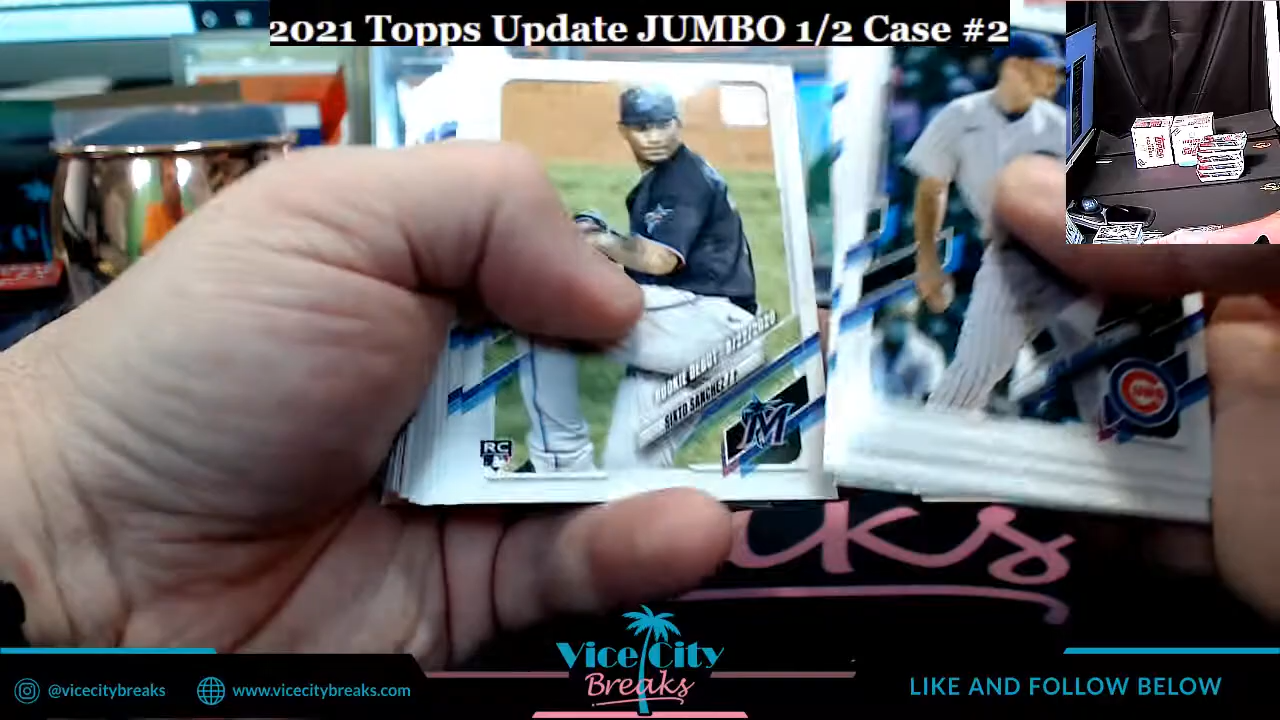 2021 Topps Update JUMBO 1/2 Case #2
ROOKIE DEBUT
SIXTO SANCHEZ
RC
M
C
ks
Vice City
Breaks
@vicecitybreaks
www.vicecitybreaks.com
LIKE AND FOLLOW BELOW